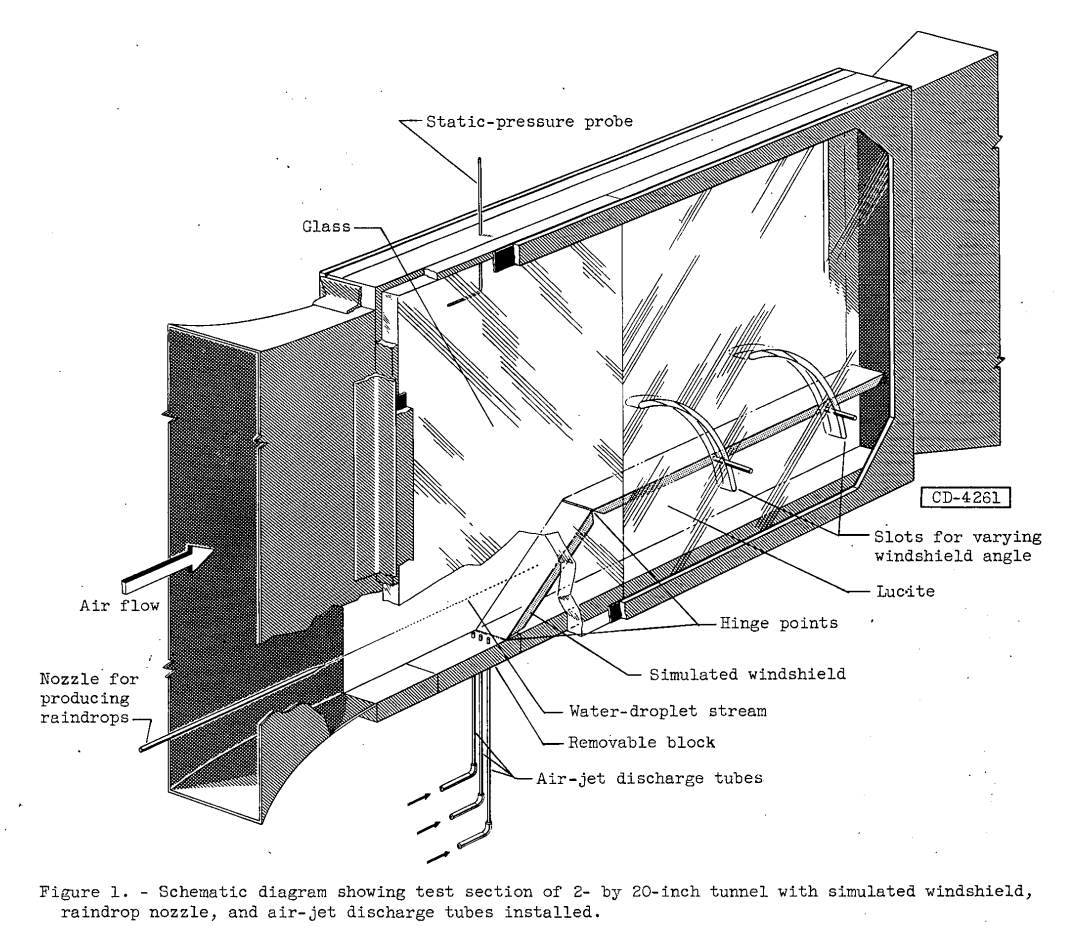 Static-pressure probe
Glass
CD-4261
Slots for varying
windshield angle
Lucite
Air flow
Hinge points
Simulated windshield
Nozzle for
producing
raindrops
Water-droplet stream
Removable block
Air-jet discharge tubes
Figure 1. - Schematic diagram showing test section of 2- by 20-inch tunnel with simulated windshield,
raindrop nozzle, and air-jet discharge tubes installed.